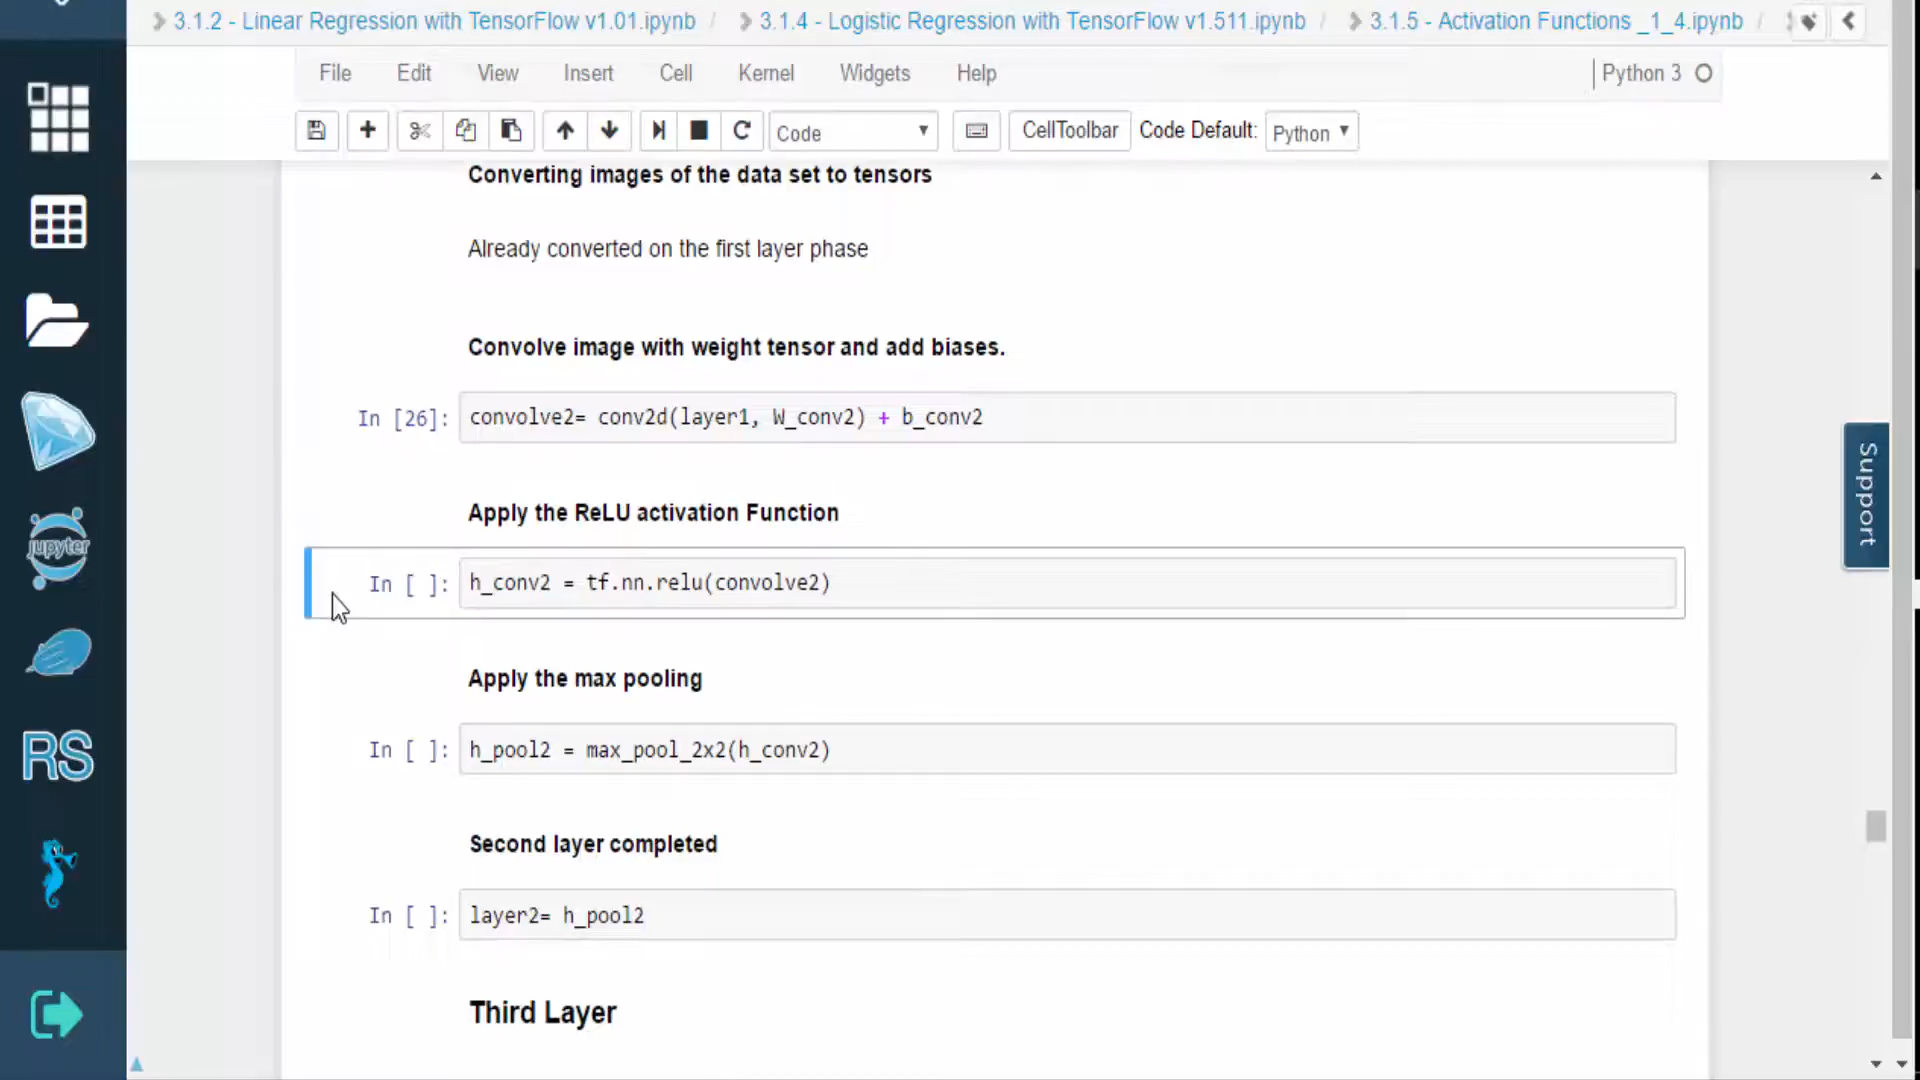 3.1.2 - Linear Regression with TensorFlow v1.01.ipynb / 3.1.4 - Logistic Regression with TensorFlow v1.511.ipynb / 3.1.5 - Activation Functions _1_4.ipynb /
File Edit View Insert Cell Kernel Widgets Help Python 3
Code CellToolbar Code Default: Python
Converting images of the data set to tensors
Already converted on the first layer phase
Convolve image with weight tensor and add biases.
In [26]: convolve2= conv2d(layer1, W_conv2) + b_conv2
Apply the ReLU activation Function
In [ ]: h_conv2 = tf.nn.relu(convolve2)
Apply the max pooling
In [ ]: h_pool2 = max_pool_2x2(h_conv2)
Second layer completed
In [ ]: layer2= h_pool2
Third Layer
jupyter
RS
Support